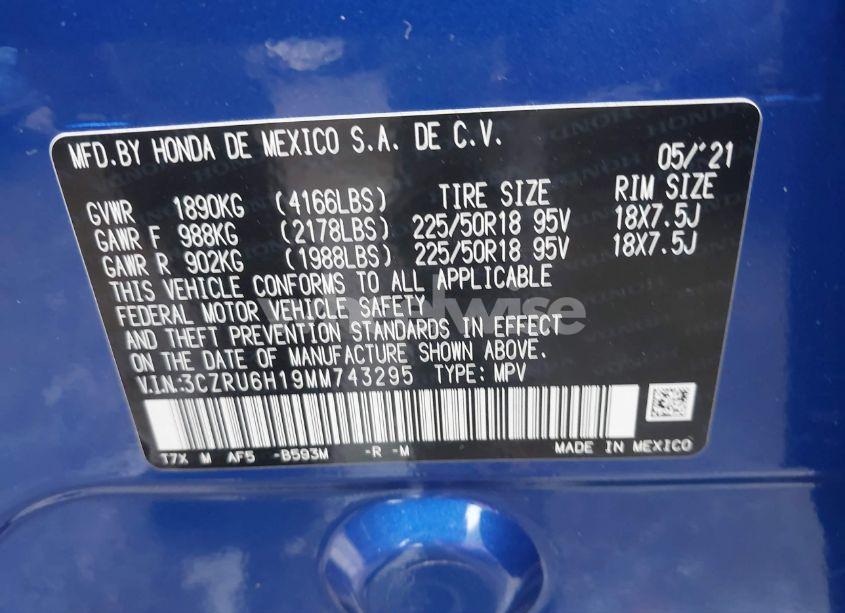 MFD.BY HONDA DE MEXICO S.A. DE C.V. 05/'21
GVWR 1890KG (4166LBS) TIRE SIZE RIM SIZE
GAWR F 988KG (2178LBS) 225/50R18 95V 18X7.5J
GAWR R 902KG (1988LBS) 225/50R18 95V 18X7.5J
THIS VEHICLE CONFORMS TO ALL APPLICABLE
FEDERAL MOTOR VEHICLE SAFETY
AND THEFT PREVENTION STANDARDS IN EFFECT
ON THE DATE OF MANUFACTURE SHOWN ABOVE.
V.I.N:3CZRU6H19MM743295 TYPE: MPV
T7X M AF5 -B593M -R -M MADE IN MEXICO